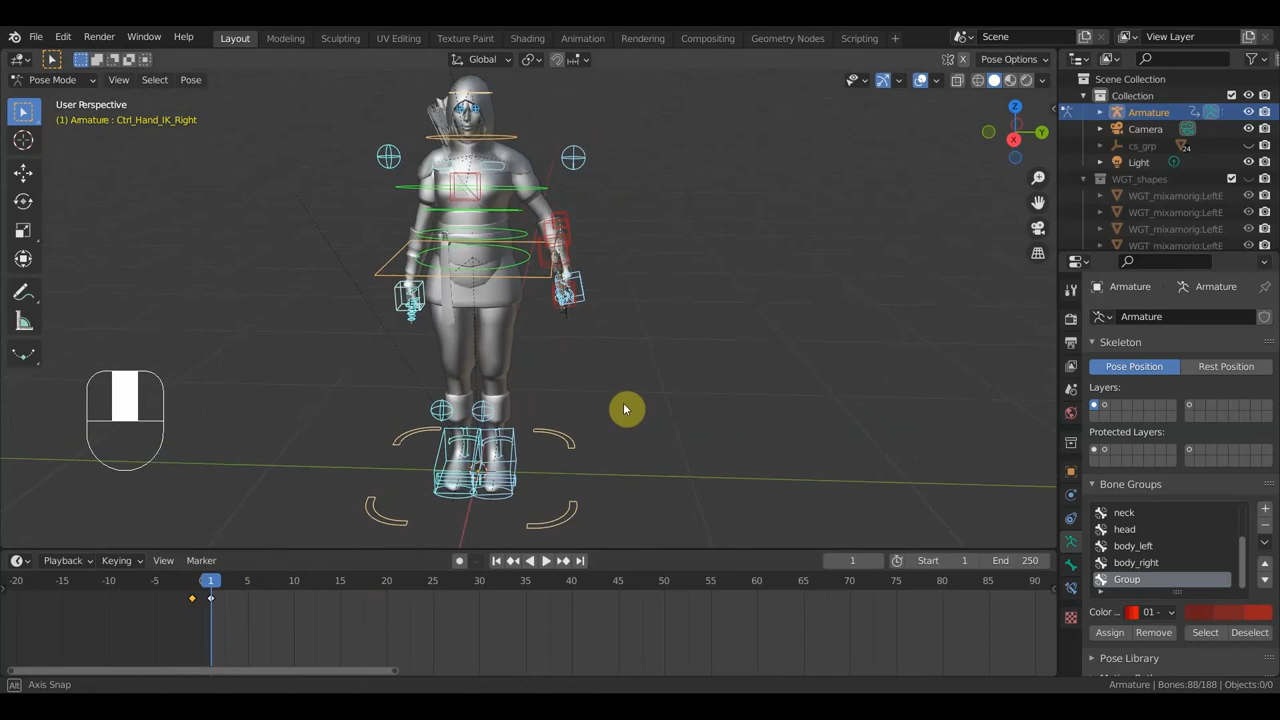 File Edit Render Window Help
Layout Modeling Sculpting UV Editing Texture Paint Shading Animation Rendering Compositing Geometry Nodes Scripting +
Scene
View Layer
Global
X
Pose Options
Pose Mode View Select Pose
User Perspective
(1) Armature : Ctrl_Hand_IK_Right
Z
Y
X
Scene Collection
Collection
Armature
Camera
cs_grp
24
Light
WGT_shapes
WGT_mixamorig:LeftE
WGT_mixamorig:LeftE
WGT_mixamorig:LeftE
WGT_mixamorig:LeftE
Armature
Armature
Armature
Skeleton
Pose Position
Rest Position
Layers:
Protected Layers:
Bone Groups
neck
head
body_left
body_right
Group
Color ...
01 -
Assign
Remove
Select
Deselect
Pose Library
Playback Keying View Marker
1
Start 1
End 250
-20 -15 -10 -5 1 5 10 15 20 25 30 35 40 45 50 55 60 65 70 75 80 85 90
Alt Axis Snap
Armature | Bones:88/188 | Objects:0/0